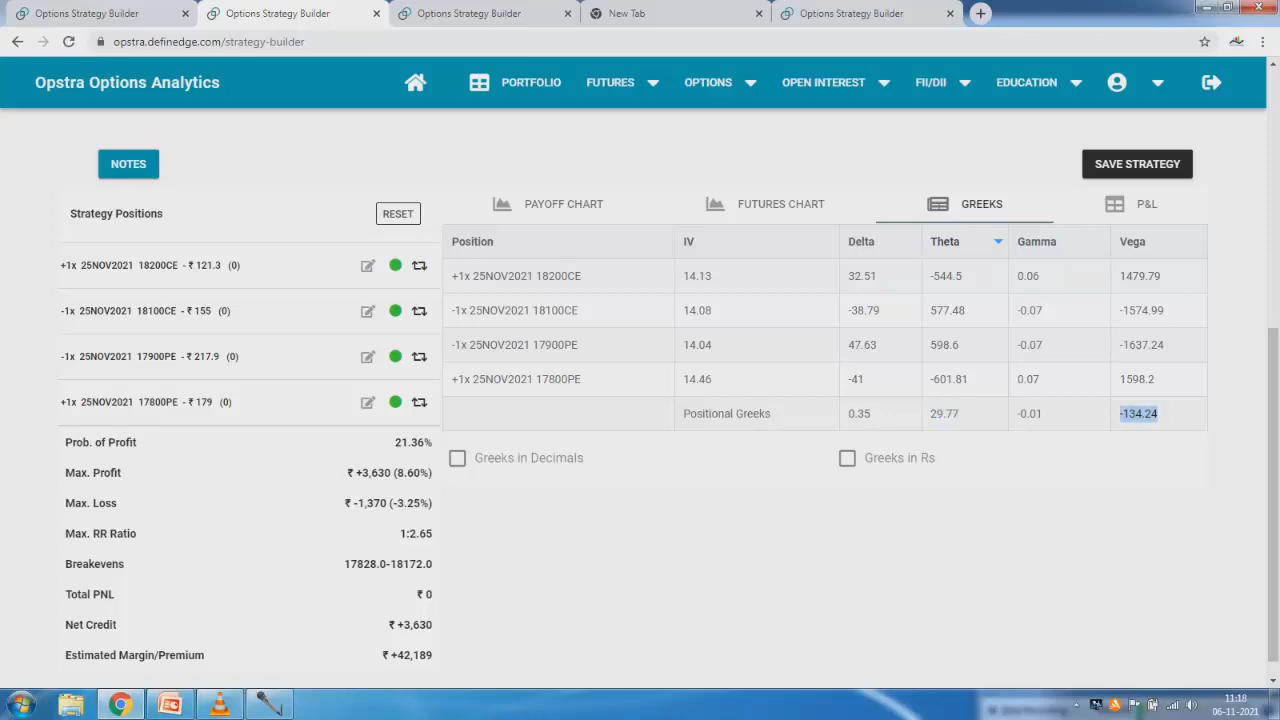 Options Strategy Builder
Options Strategy Builder
Options Strategy Builder
New Tab
Options Strategy Builder
opstra.definedge.com/strategy-builder
Opstra Options Analytics
PORTFOLIO
FUTURES
OPTIONS
OPEN INTEREST
FII/DII
EDUCATION
NOTES
SAVE STRATEGY
Strategy Positions
RESET
+1x 25NOV2021 18200CE - ₹ 121.3 (0)
-1x 25NOV2021 18100CE - ₹ 155 (0)
-1x 25NOV2021 17900PE - ₹ 217.9 (0)
+1x 25NOV2021 17800PE - ₹ 179 (0)
Prob. of Profit 21.36%
Max. Profit ₹ +3,630 (8.60%)
Max. Loss ₹ -1,370 (-3.25%)
Max. RR Ratio 1:2.65
Breakevens 17828.0-18172.0
Total PNL ₹ 0
Net Credit ₹ +3,630
Estimated Margin/Premium ₹ +42,189
PAYOFF CHART
FUTURES CHART
GREEKS
P&L
Position IV Delta Theta Gamma Vega
+1x 25NOV2021 18200CE 14.13 32.51 -544.5 0.06 1479.79
-1x 25NOV2021 18100CE 14.08 -38.79 577.48 -0.07 -1574.99
-1x 25NOV2021 17900PE 14.04 47.63 598.6 -0.07 -1637.24
+1x 25NOV2021 17800PE 14.46 -41 -601.81 0.07 1598.2
Positional Greeks 0.35 29.77 -0.01 -134.24
Greeks in Decimals
Greeks in Rs
11:18
06-11-2021